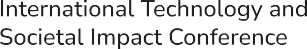 International Technology and
Societal Impact Conference